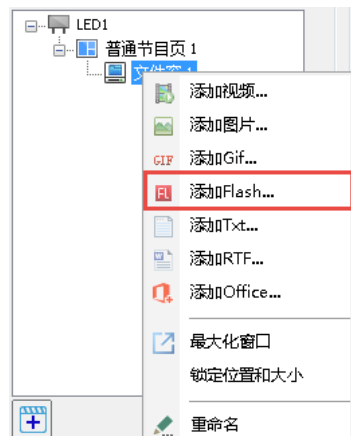 LED1
普通节目页1
文件窗1
添加视频...
添加图片...
GIF 添加Gif...
FL 添加Flash...
添加Txt...
添加RTF...
添加Office...
最大化窗口
锁定位置和大小
重命名